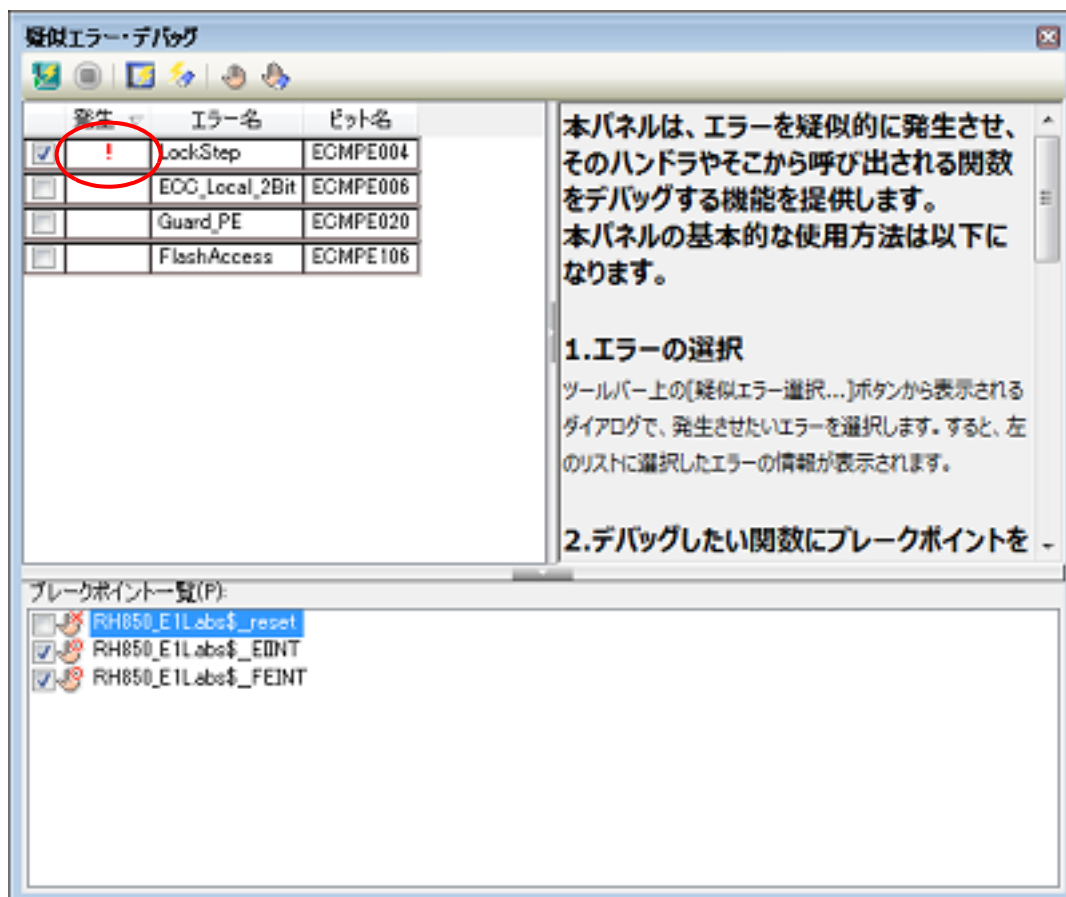 疑似エラー・デバッグ
発生 エラー名 ビット名
! LockStep ECMPE004
ECC_Local_2Bit ECMPE006
Guard_PE ECMPE020
FlashAccess ECMPE106
本パネルは、エラーを疑似的に発生させ、
そのハンドラやそこから呼び出される関数
をデバッグする機能を提供します。
本パネルの基本的な使用方法は以下に
なります。
1.エラーの選択
ツールバー上の[疑似エラー選択...]ボタンから表示される
ダイアログで、発生させたいエラーを選択します。すると、左
のリストに選択したエラーの情報が表示されます。
2.デバッグしたい関数にブレークポイントを
ブレークポイント一覧(P):
RH850_E1L.abs$_reset
RH850_E1L.abs$_EIINT
RH850_E1L.abs$_FEINT